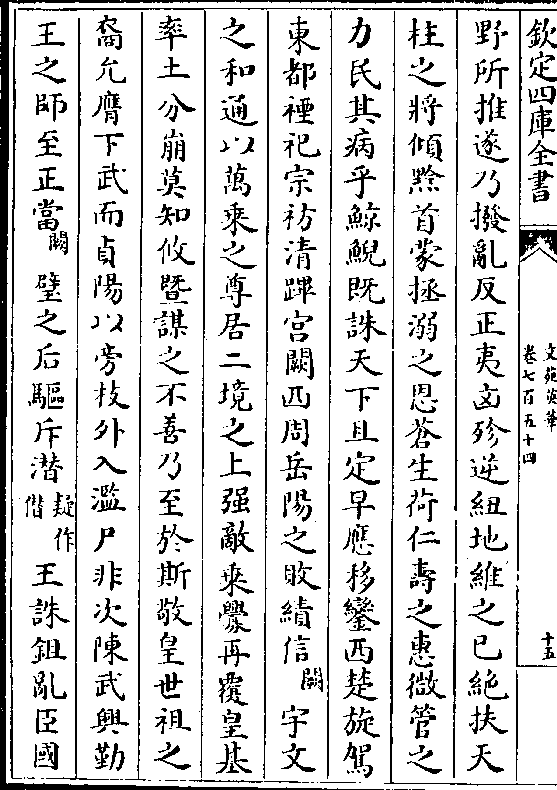 欽定四庫全書
文苑英華
卷七百五十四
十五
野所推遂乃撥亂反正夷凶殄逆紐地維之已絶扶天
柱之將傾黔首蒙拯溺之恩蒼生荷仁壽之惠微管之
力民其病乎鯨鯢既誅天下且定早應移鑾西楚旋駕
東都禋祀宗祊清蹕宮闕西周岳陽之敗績信闕宇文
之和通以萬乗之尊居二境之上强敵乗釁再覆皇基
率土分崩莫知攸曁謀之不善乃至於斯敬皇世祖之
裔允膺下武而貞陽以旁枝外入濫尸非次陳武興勤
王之師至正當闕璧之后驅斥潜疑作僣王誅鉏亂臣國